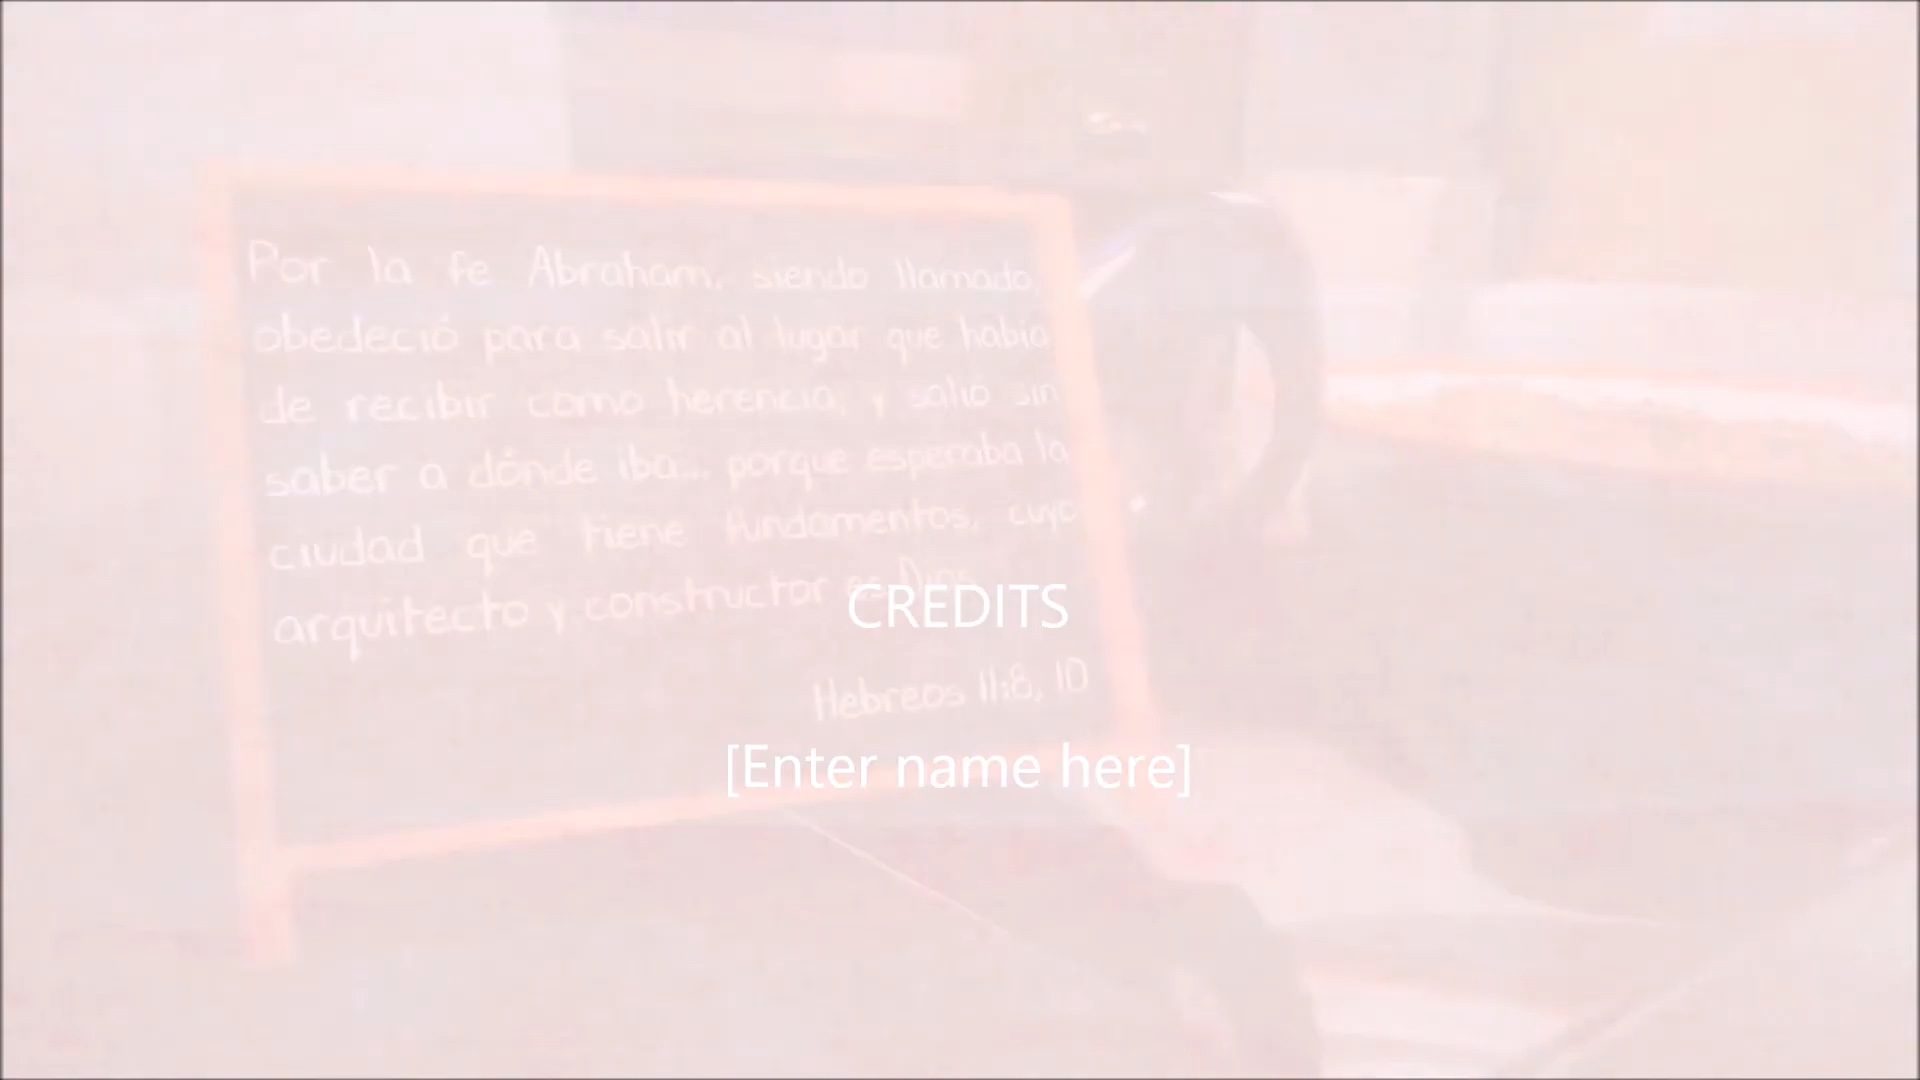 Por la fe Abraham, siendo llamado,
obedeció para salir al lugar que había
de recibir como herencia; y salió sin
saber a dónde iba... porque esperaba la
ciudad que tiene fundamentos, cuyo
arquitecto y constructor es Dios
CREDITS
Hebreos 11:8, 10
[Enter name here]